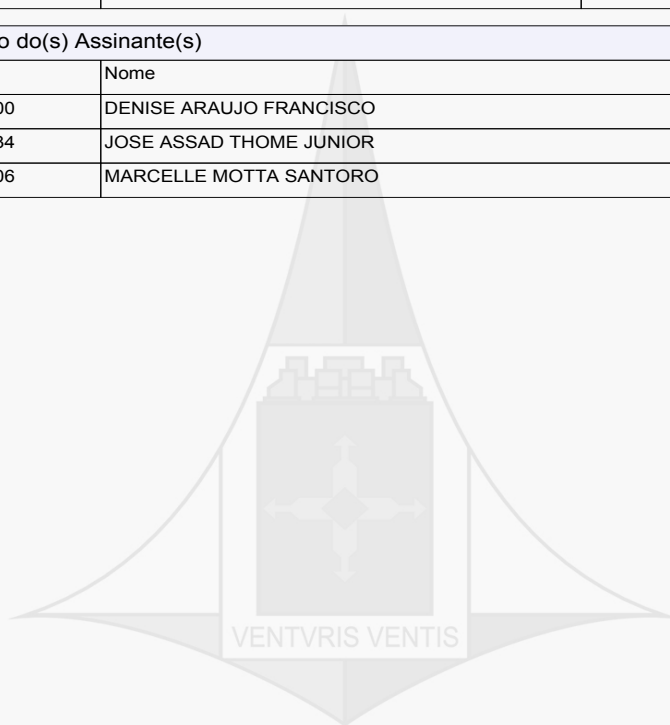 o do(s) Assinante(s)
Nome
00 DENISE ARAUJO FRANCISCO
34 JOSE ASSAD THOME JUNIOR
06 MARCELLE MOTTA SANTORO
VENTVRIS VENTIS